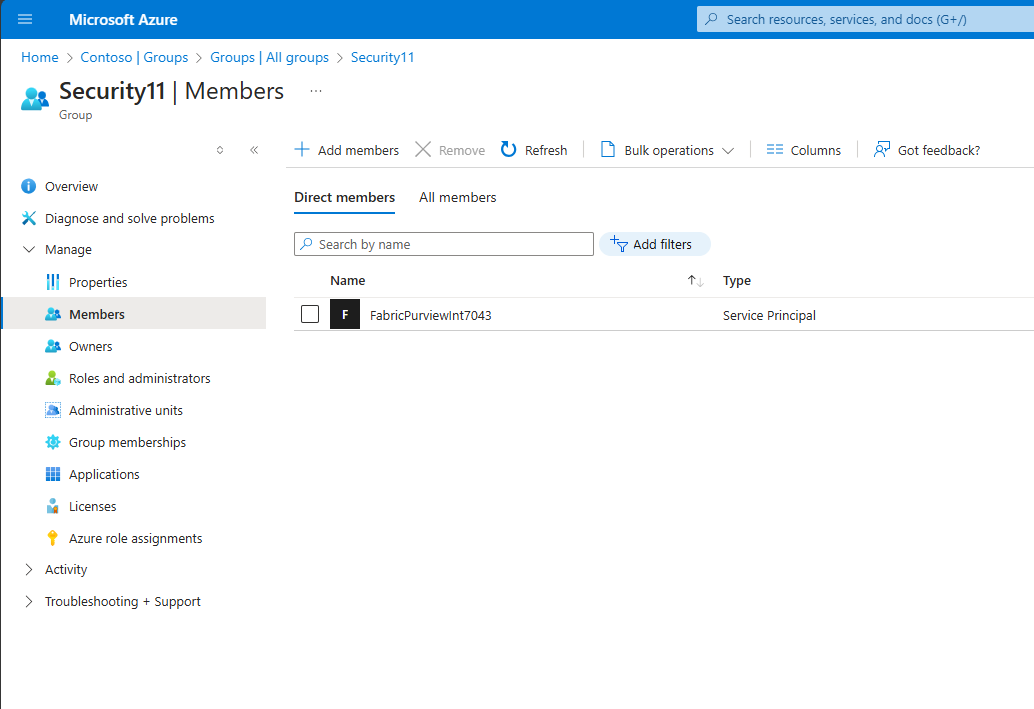 Microsoft Azure
Search resources, services, and docs (G+/)
Home > Contoso | Groups > Groups | All groups > Security11
Security11 | Members ...
Group
Add members Remove Refresh Bulk operations Columns Got feedback?
Overview
Diagnose and solve problems
Manage
Properties
Members
Owners
Roles and administrators
Administrative units
Group memberships
Applications
Licenses
Azure role assignments
Activity
Troubleshooting + Support
Direct members All members
Search by name Add filters
Name Type
F FabricPurviewInt7043 Service Principal